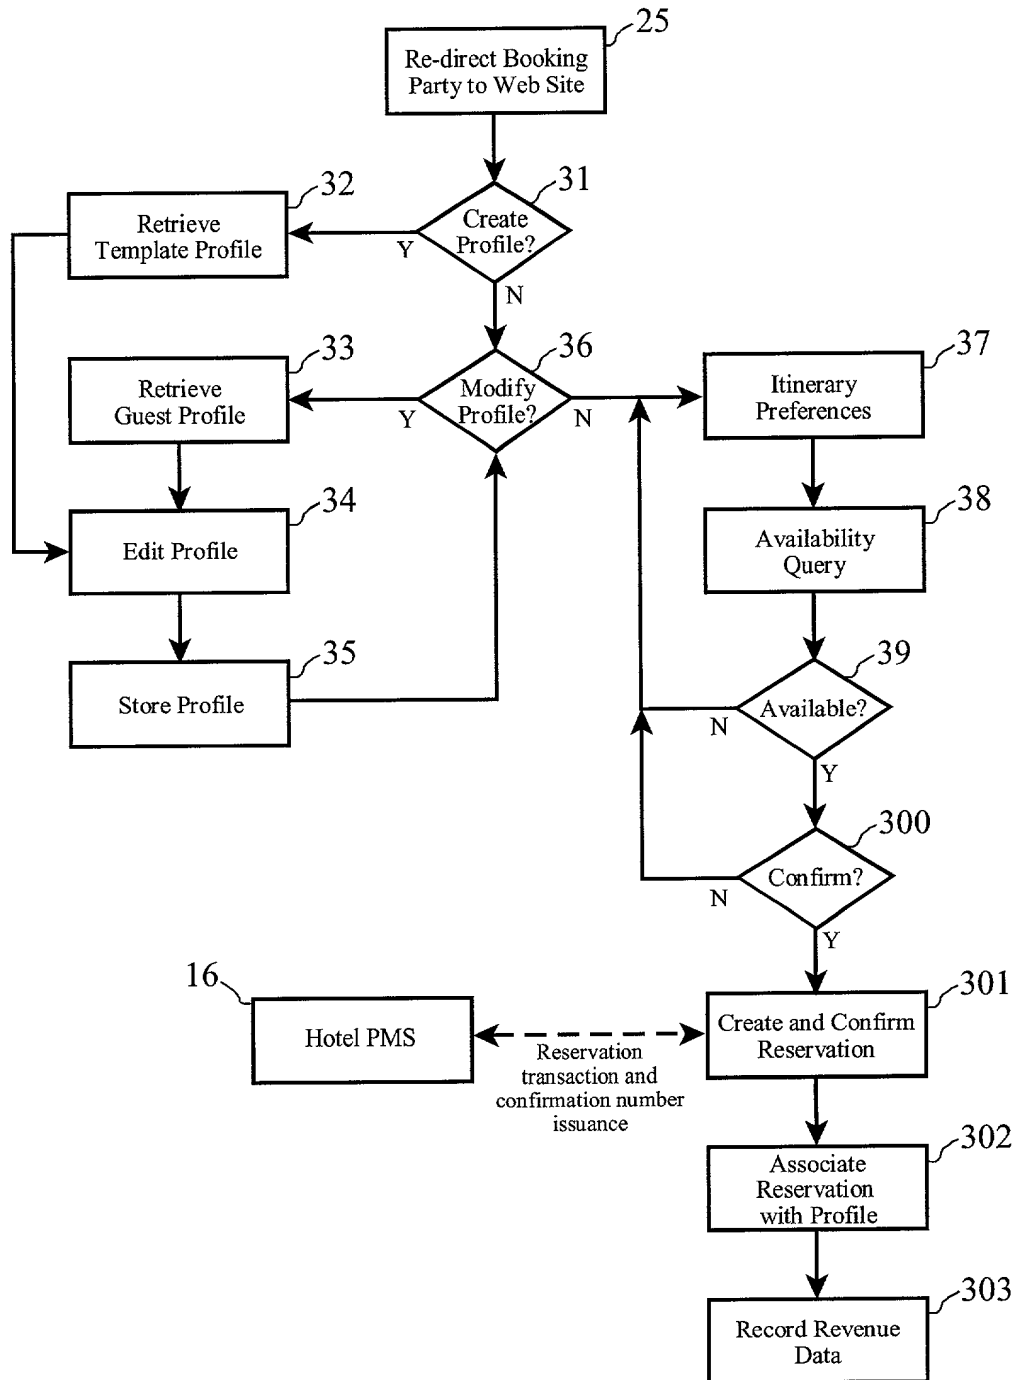 25
Re-direct Booking
Party to Web Site
32
31
Retrieve
Template Profile
Create
Profile?
Y
N
33
36
37
Retrieve
Guest Profile
Modify
Profile?
Y
N
Itinerary
Preferences
34
38
Edit Profile
Availability
Query
35
39
Store Profile
Available?
N
Y
300
Confirm?
N
Y
16
301
Hotel PMS
Create and Confirm
Reservation
Reservation
transaction and
confirmation number
issuance
302
Associate
Reservation
with Profile
303
Record Revenue
Data